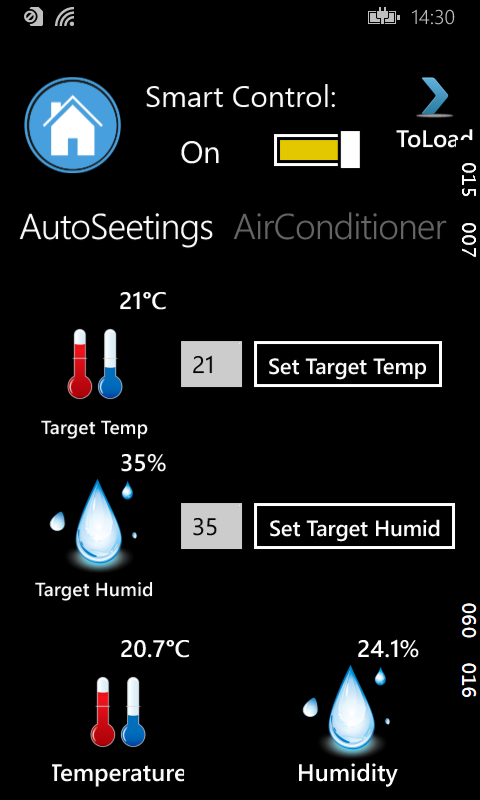 14:30
Smart Control:
On
ToLoad
015
007
AutoSeetings AirConditioner
21°C
21 Set Target Temp
Target Temp
35%
35 Set Target Humid
Target Humid
060
016
20.7°C 24.1%
Temperature Humidity